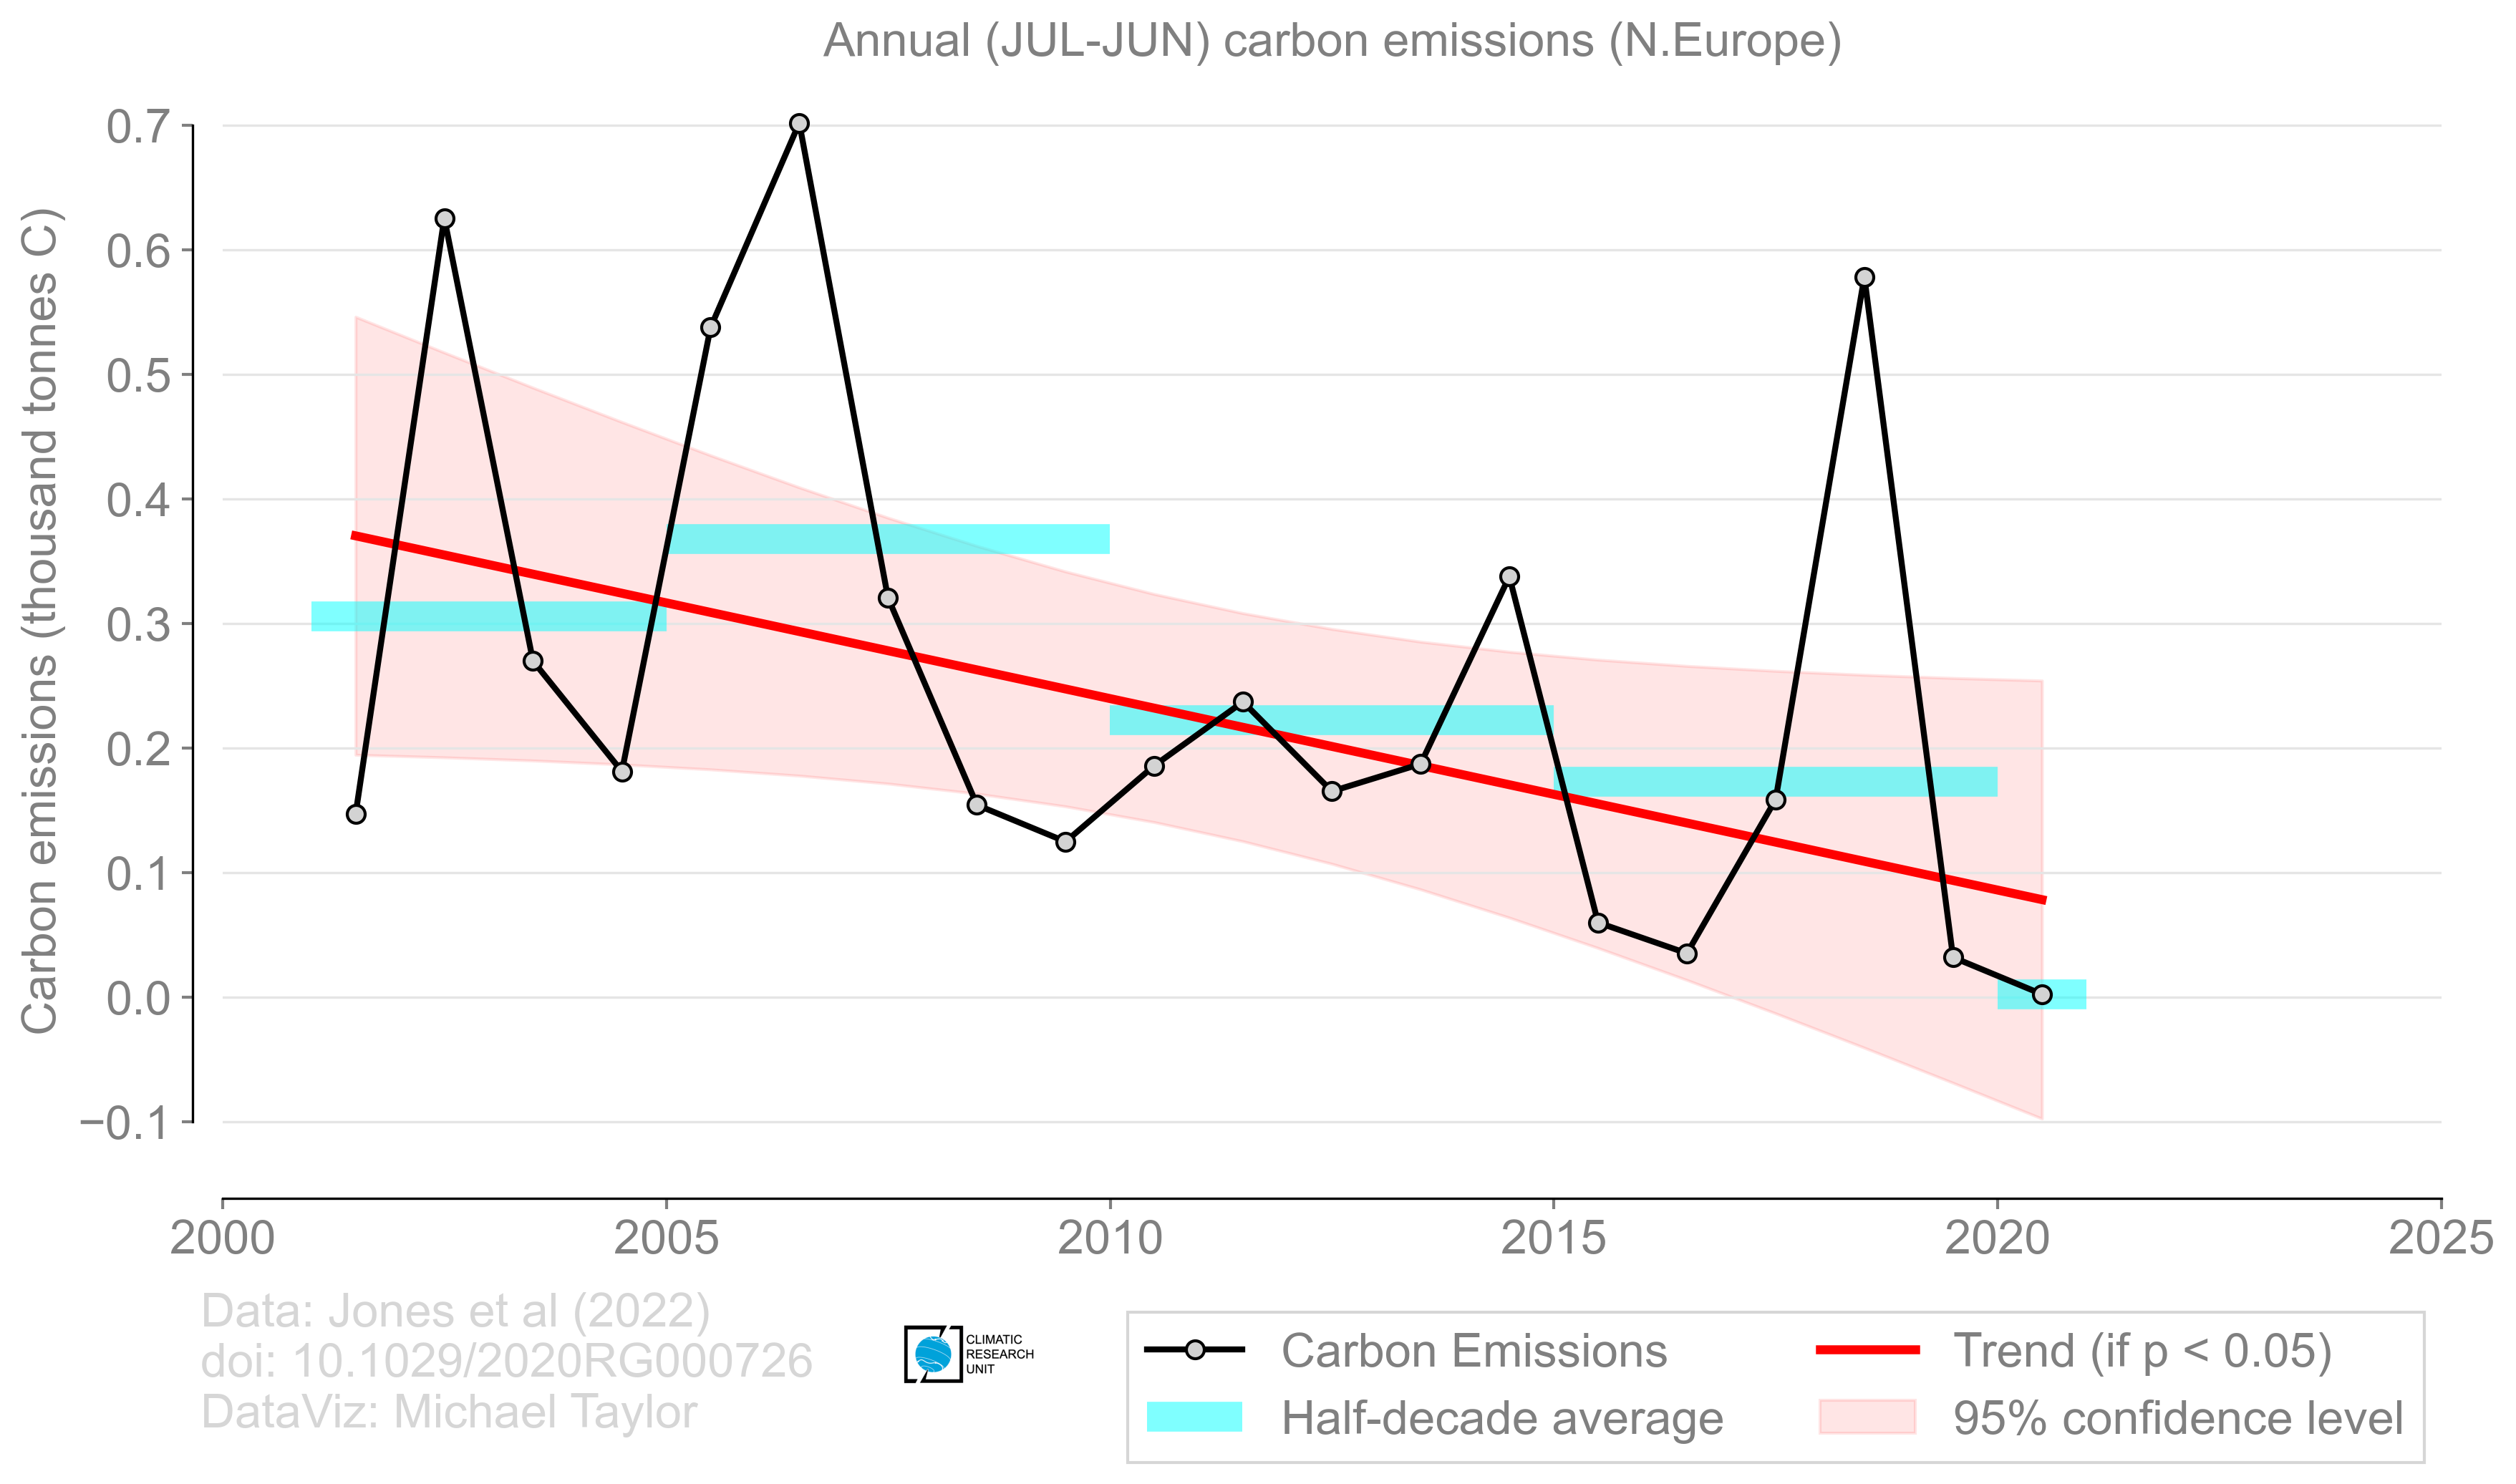 Annual (JUL-JUN) carbon emissions (N.Europe)
Carbon emissions (thousand tonnes C)
0.7
0.6
0.5
0.4
0.3
0.2
0.1
0.0
−0.1
2000 2005 2010 2015 2020 2025
Data: Jones et al (2022)
doi: 10.1029/2020RG000726
DataViz: Michael Taylor
CLIMATIC
RESEARCH
UNIT
Carbon Emissions
Half-decade average
Trend (if p < 0.05)
95% confidence level